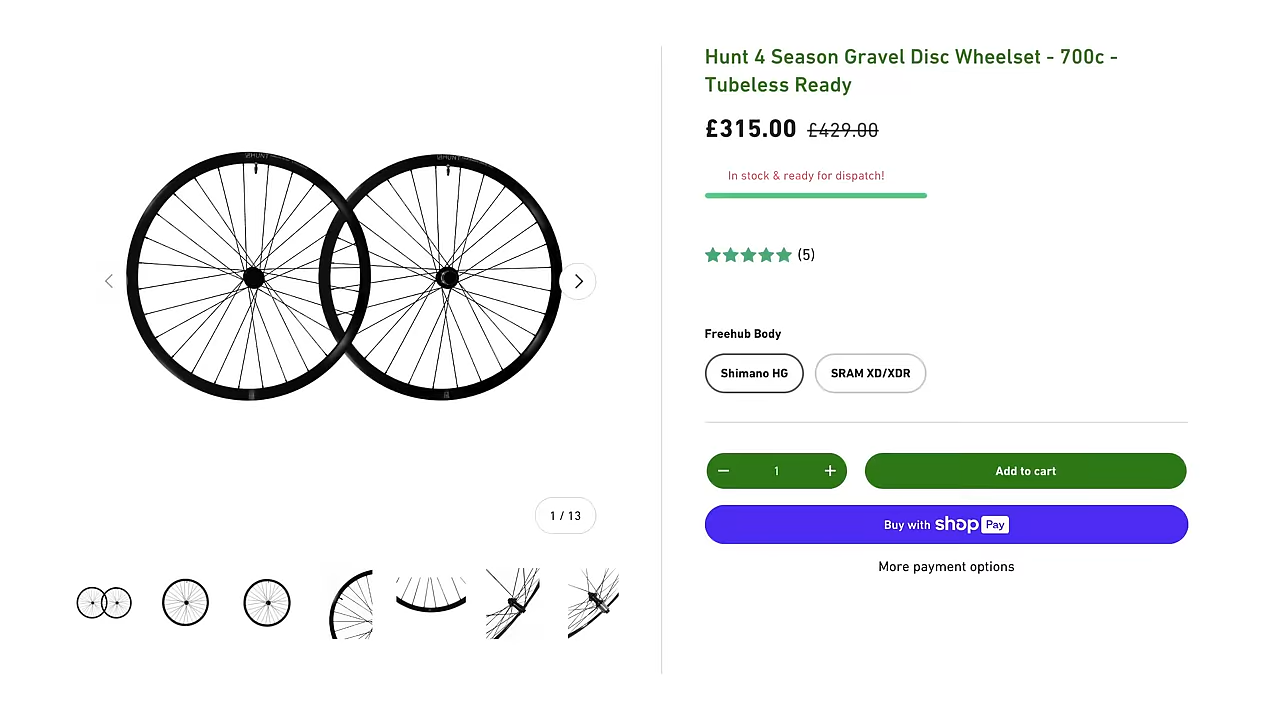 Hunt 4 Season Gravel Disc Wheelset - 700c -
Tubeless Ready
£315.00 £429.00
In stock & ready for dispatch!
(5)
Freehub Body
Shimano HG SRAM XD/XDR
1 Add to cart
Buy with shop Pay
More payment options
HUNT HUNT
1 / 13